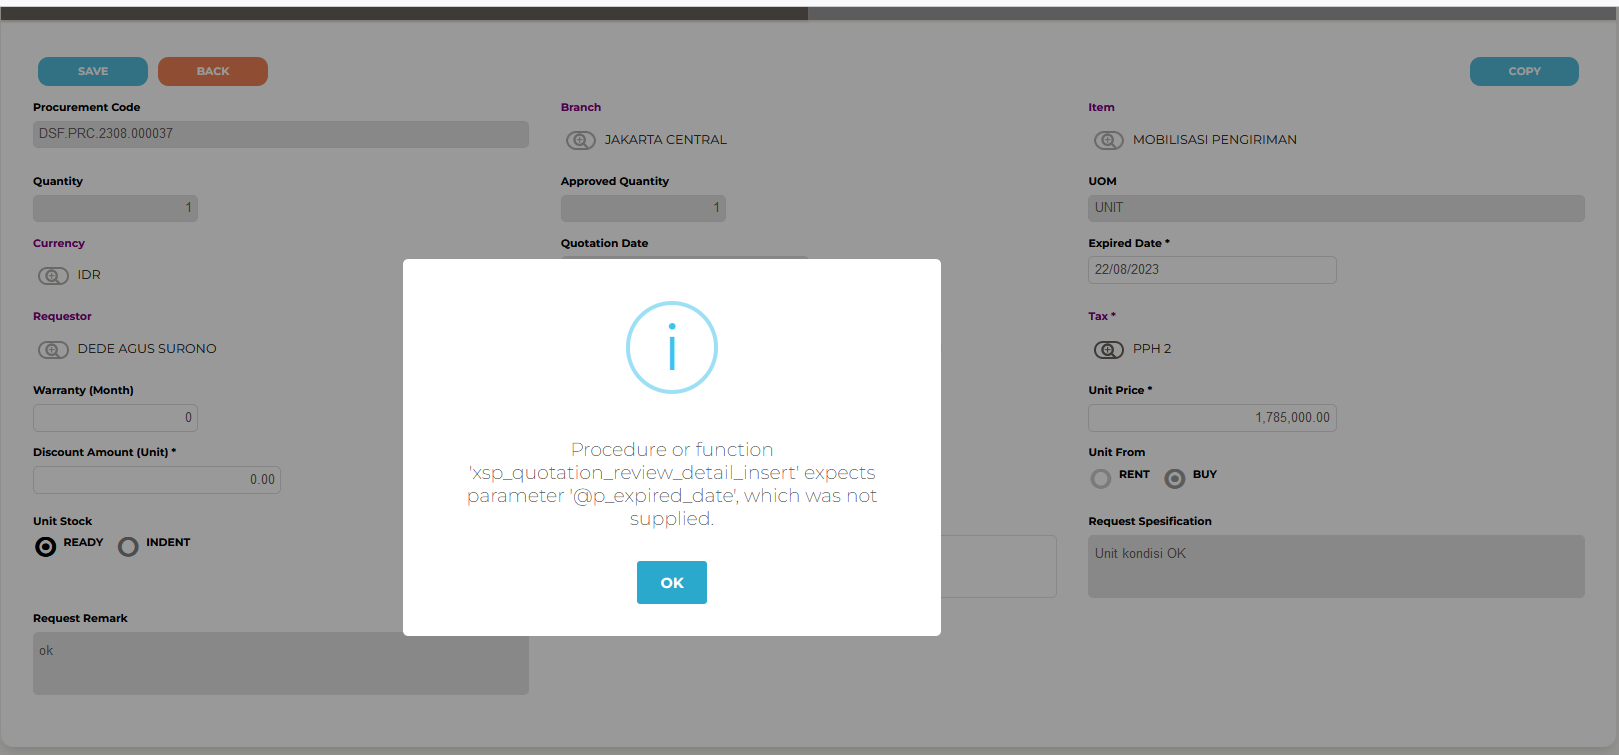 SAVE
BACK
COPY
Procurement Code
Branch
Item
DSF.PRC.2308.000037
JAKARTA CENTRAL
MOBILISASI PENGIRIMAN
Quantity
Approved Quantity
UOM
1
1
UNIT
Currency
Quotation Date
Expired Date *
IDR
22/08/2023
Requestor
Tax *
DEDE AGUS SURONO
PPH 2
Warranty (Month)
Unit Price *
0
1,785,000.00
Discount Amount (Unit) *
Unit From
0.00
RENT
BUY
Unit Stock
Request Spesification
READY
INDENT
Unit kondisi OK
Request Remark
ok
i
Procedure or function
'xsp_quotation_review_detail_insert' expects
parameter '@p_expired_date', which was not
supplied.
OK